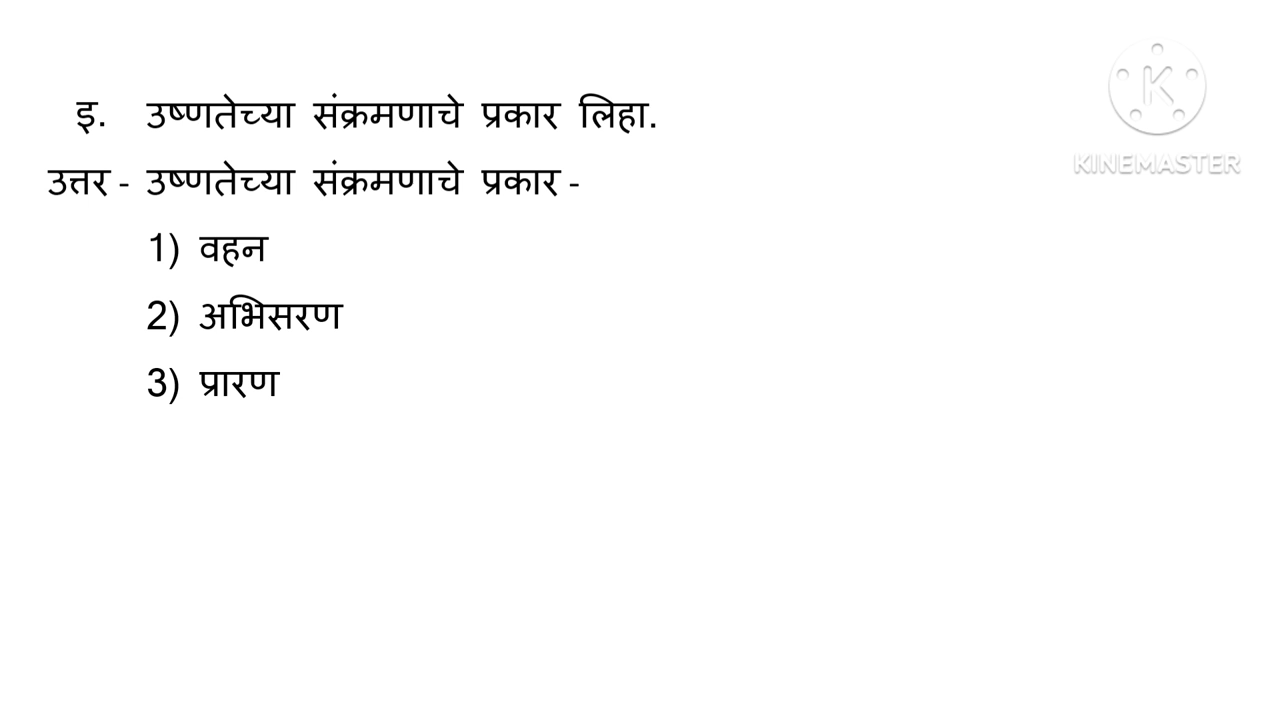 इ. उष्णतेच्या संक्रमणाचे प्रकार लिहा.
उत्तर - उष्णतेच्या संक्रमणाचे प्रकार -
1) वहन
2) अभिसरण
3) प्रारण
KINEMASTER